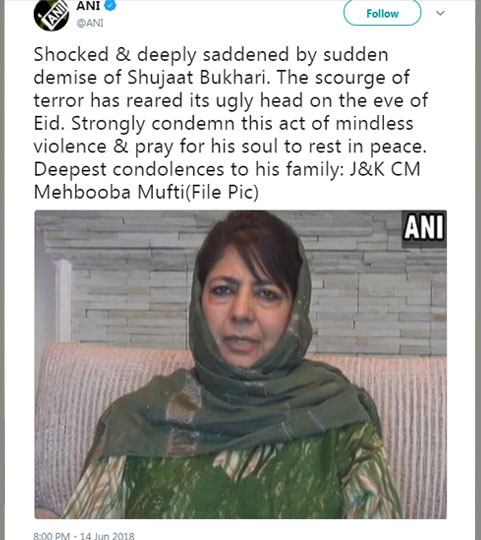 ANI
ANI
@ANI
Follow
Shocked & deeply saddened by sudden
demise of Shujaat Bukhari. The scourge of
terror has reared its ugly head on the eve of
Eid. Strongly condemn this act of mindless
violence & pray for his soul to rest in peace.
Deepest condolences to his family: J&K CM
Mehbooba Mufti(File Pic)
ANI
8:00 PM - 14 Jun 2018